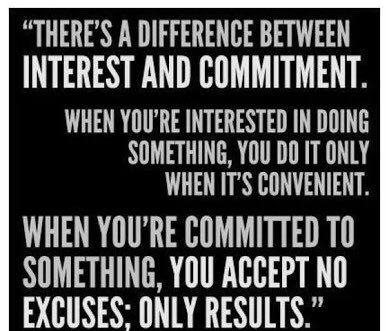 “THERE’S A DIFFERENCE BETWEEN
INTEREST AND COMMITMENT.
WHEN YOU’RE INTERESTED IN DOING
SOMETHING, YOU DO IT ONLY
WHEN IT’S CONVENIENT.
WHEN YOU’RE COMMITTED TO
SOMETHING, YOU ACCEPT NO
EXCUSES; ONLY RESULTS.”